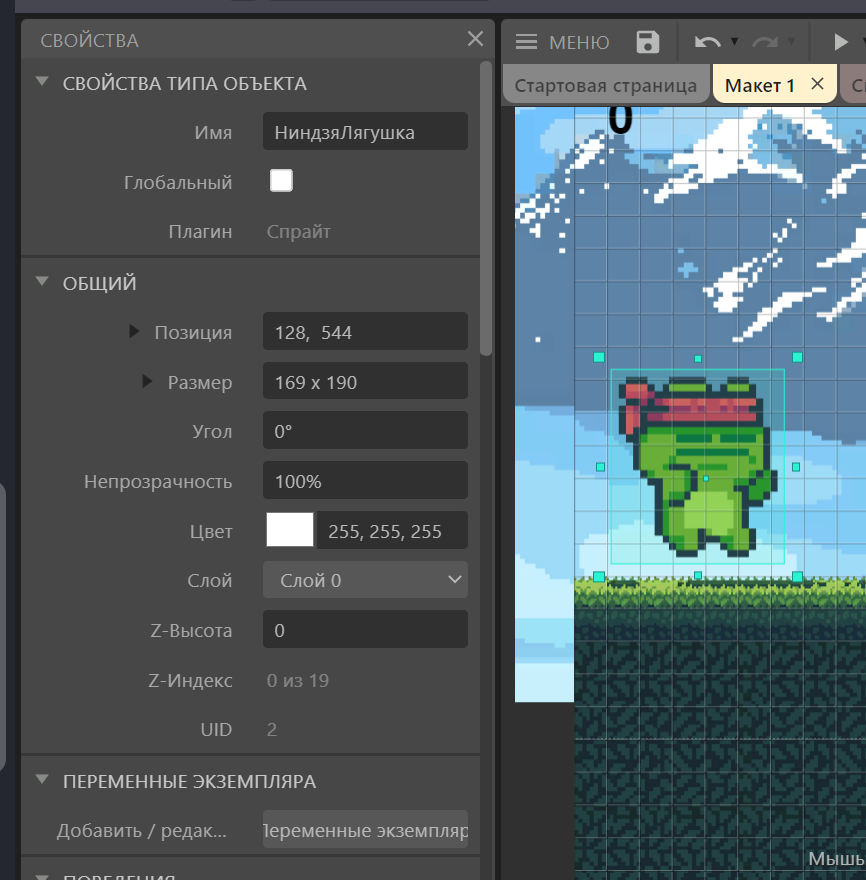 СВОЙСТВА
МЕНЮ
Стартовая страница
Макет 1
СВОЙСТВА ТИПА ОБЪЕКТА
Имя НиндзяЛягушка
Глобальный
Плагин Спрайт
ОБЩИЙ
Позиция 128, 544
Размер 169 x 190
Угол 0°
Непрозрачность 100%
Цвет 255, 255, 255
Слой Слой 0
Z-Высота 0
Z-Индекс 0 из 19
UID 2
ПЕРЕМЕННЫЕ ЭКЗЕМПЛЯРА
Добавить / редак... Переменные экземпляр
ПОВЕДЕНИЯ
0
Мышь